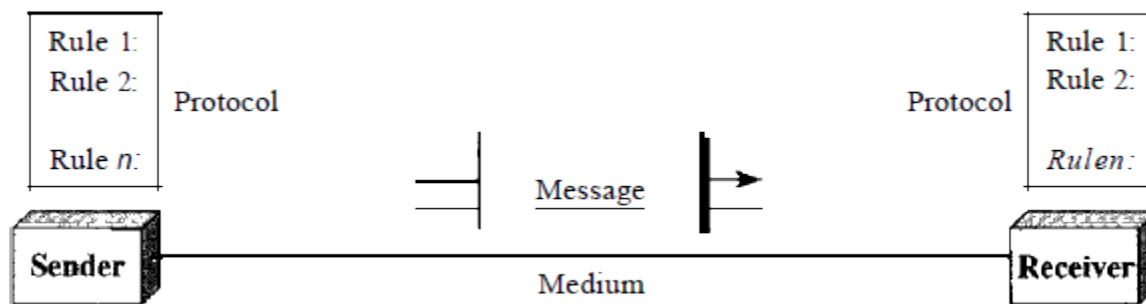 Rule 1:
Rule 2:
Rule n:
Protocol
Protocol
Rule 1:
Rule 2:
Rulen:
Message
Sender
Medium
Receiver